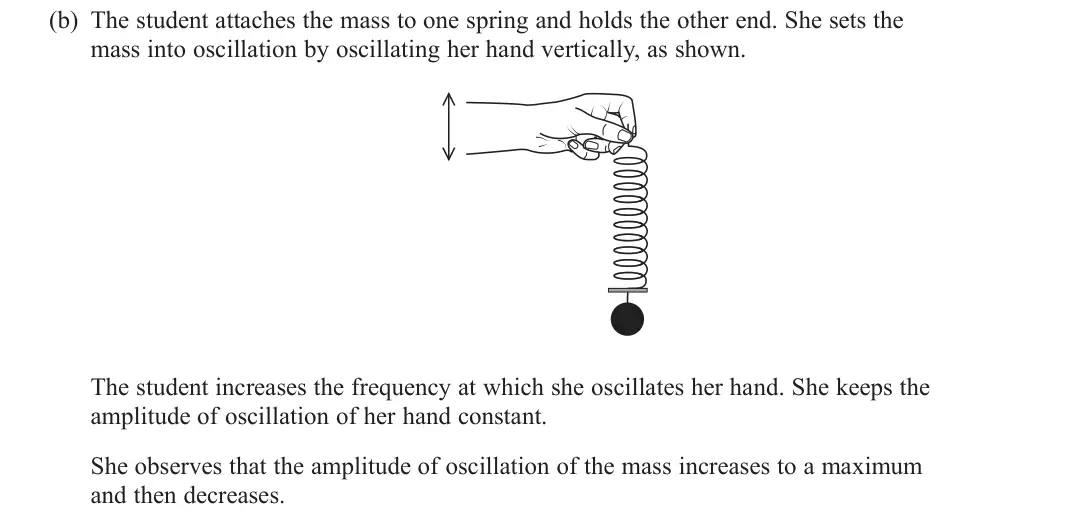 (b) The student attaches the mass to one spring and holds the other end. She sets the
mass into oscillation by oscillating her hand vertically, as shown.
The student increases the frequency at which she oscillates her hand. She keeps the
amplitude of oscillation of her hand constant.
She observes that the amplitude of oscillation of the mass increases to a maximum
and then decreases.